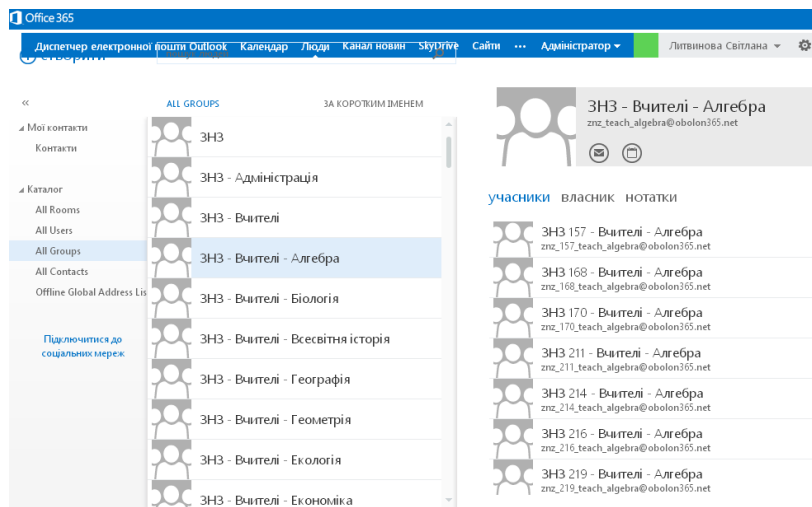 Office 365
Диспетчер електронної пошти Outlook Календар Люди Канал новин SkyDrive Сайти ··· Адміністратор Литвинова Світлана
створити
ALL GROUPS ЗА КОРОТКИМ ІМЕНЕМ
Мої контакти
Контакти
Каталог
All Rooms
All Users
All Groups
All Contacts
Offline Global Address Lis
Підключитися до
соціальних мереж
ЗНЗ
ЗНЗ - Адміністрація
ЗНЗ - Вчителі
ЗНЗ - Вчителі - Алгебра
ЗНЗ - Вчителі - Біологія
ЗНЗ - Вчителі - Всесвітня історія
ЗНЗ - Вчителі - Географія
ЗНЗ - Вчителі - Геометрія
ЗНЗ - Вчителі - Екологія
ЗНЗ - Вчителі - Економіка
ЗНЗ - Вчителі - Алгебра
znz_teach_algebra@obolon365.net
учасники власник нотатки
ЗНЗ 157 - Вчителі - Алгебра
znz_157_teach_algebra@obolon365.net
ЗНЗ 168 - Вчителі - Алгебра
znz_168_teach_algebra@obolon365.net
ЗНЗ 170 - Вчителі - Алгебра
znz_170_teach_algebra@obolon365.net
ЗНЗ 211 - Вчителі - Алгебра
znz_211_teach_algebra@obolon365.net
ЗНЗ 214 - Вчителі - Алгебра
znz_214_teach_algebra@obolon365.net
ЗНЗ 216 - Вчителі - Алгебра
znz_216_teach_algebra@obolon365.net
ЗНЗ 219 - Вчителі - Алгебра
znz_219_teach_algebra@obolon365.net